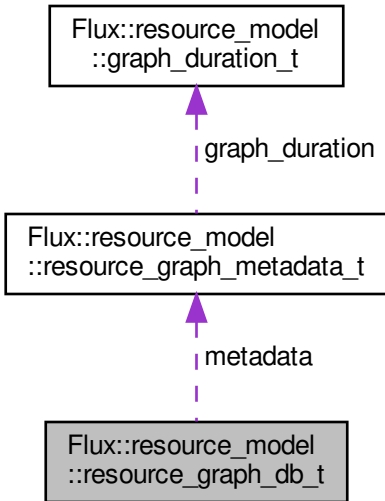 Flux::resource_model
::graph_duration_t
graph_duration
Flux::resource_model
::resource_graph_metadata_t
metadata
Flux::resource_model
::resource_graph_db_t